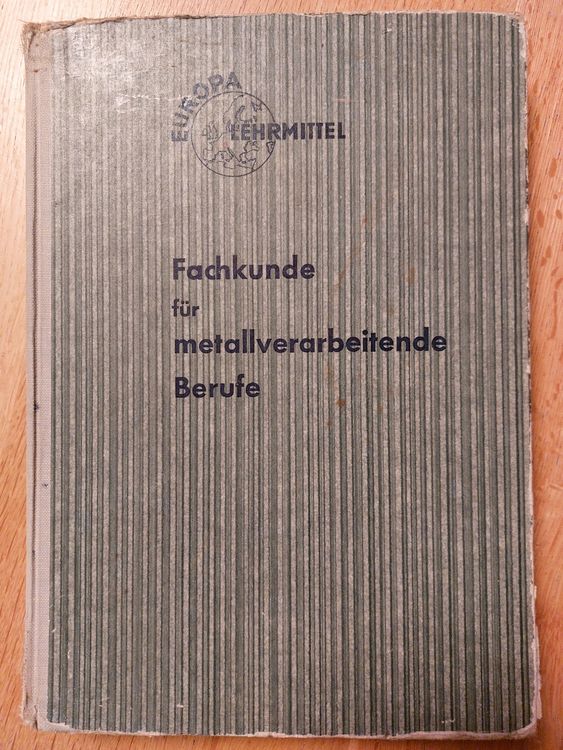 EUROPA
LEHRMITTEL
Fachkunde
für
metallverarbeitende
Berufe